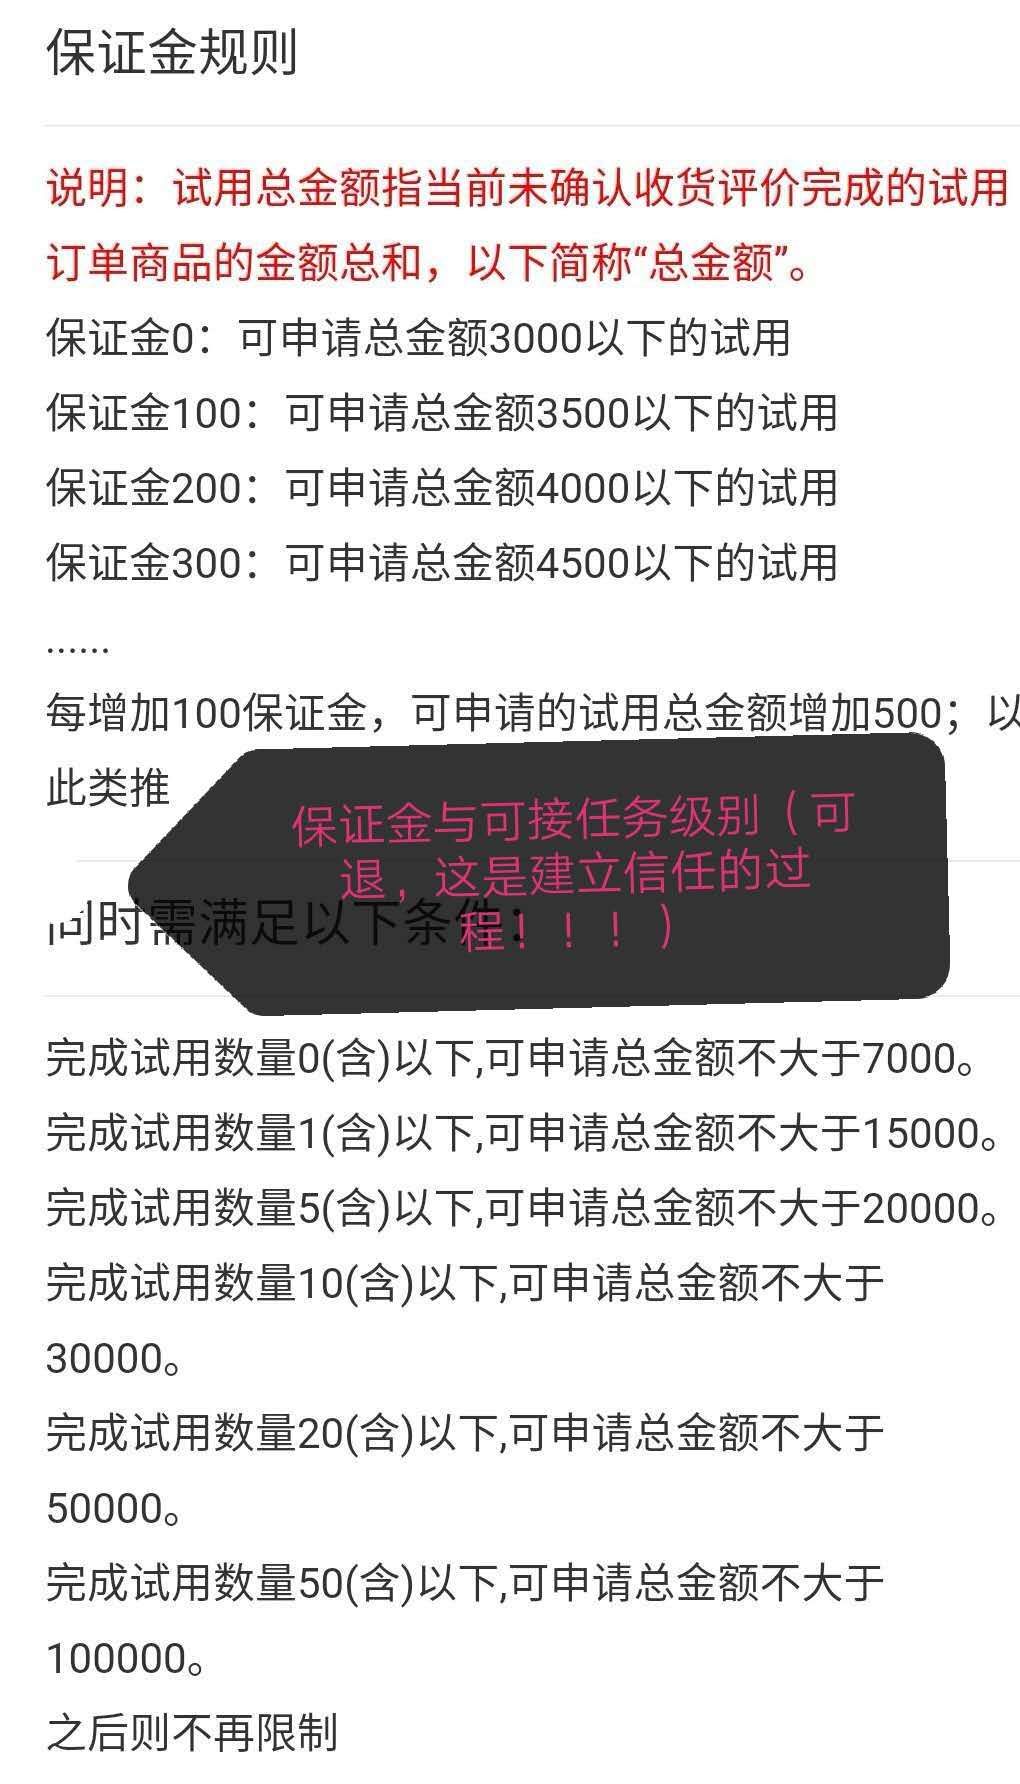 保证金规则
说明：试用总金额指当前未确认收货评价完成的试用
订单商品的金额总和，以下简称“总金额”。
保证金0：可申请总金额3000以下的试用
保证金100：可申请总金额3500以下的试用
保证金200：可申请总金额4000以下的试用
保证金300：可申请总金额4500以下的试用
......
每增加100保证金，可申请的试用总金额增加500；以
此类推
保证金与可接任务级别（可
退，这是建立信任的过
程！！！）
同时需满足以下条件：
完成试用数量0(含)以下,可申请总金额不大于7000。
完成试用数量1(含)以下,可申请总金额不大于15000。
完成试用数量5(含)以下,可申请总金额不大于20000。
完成试用数量10(含)以下,可申请总金额不大于
30000。
完成试用数量20(含)以下,可申请总金额不大于
50000。
完成试用数量50(含)以下,可申请总金额不大于
100000。
之后则不再限制